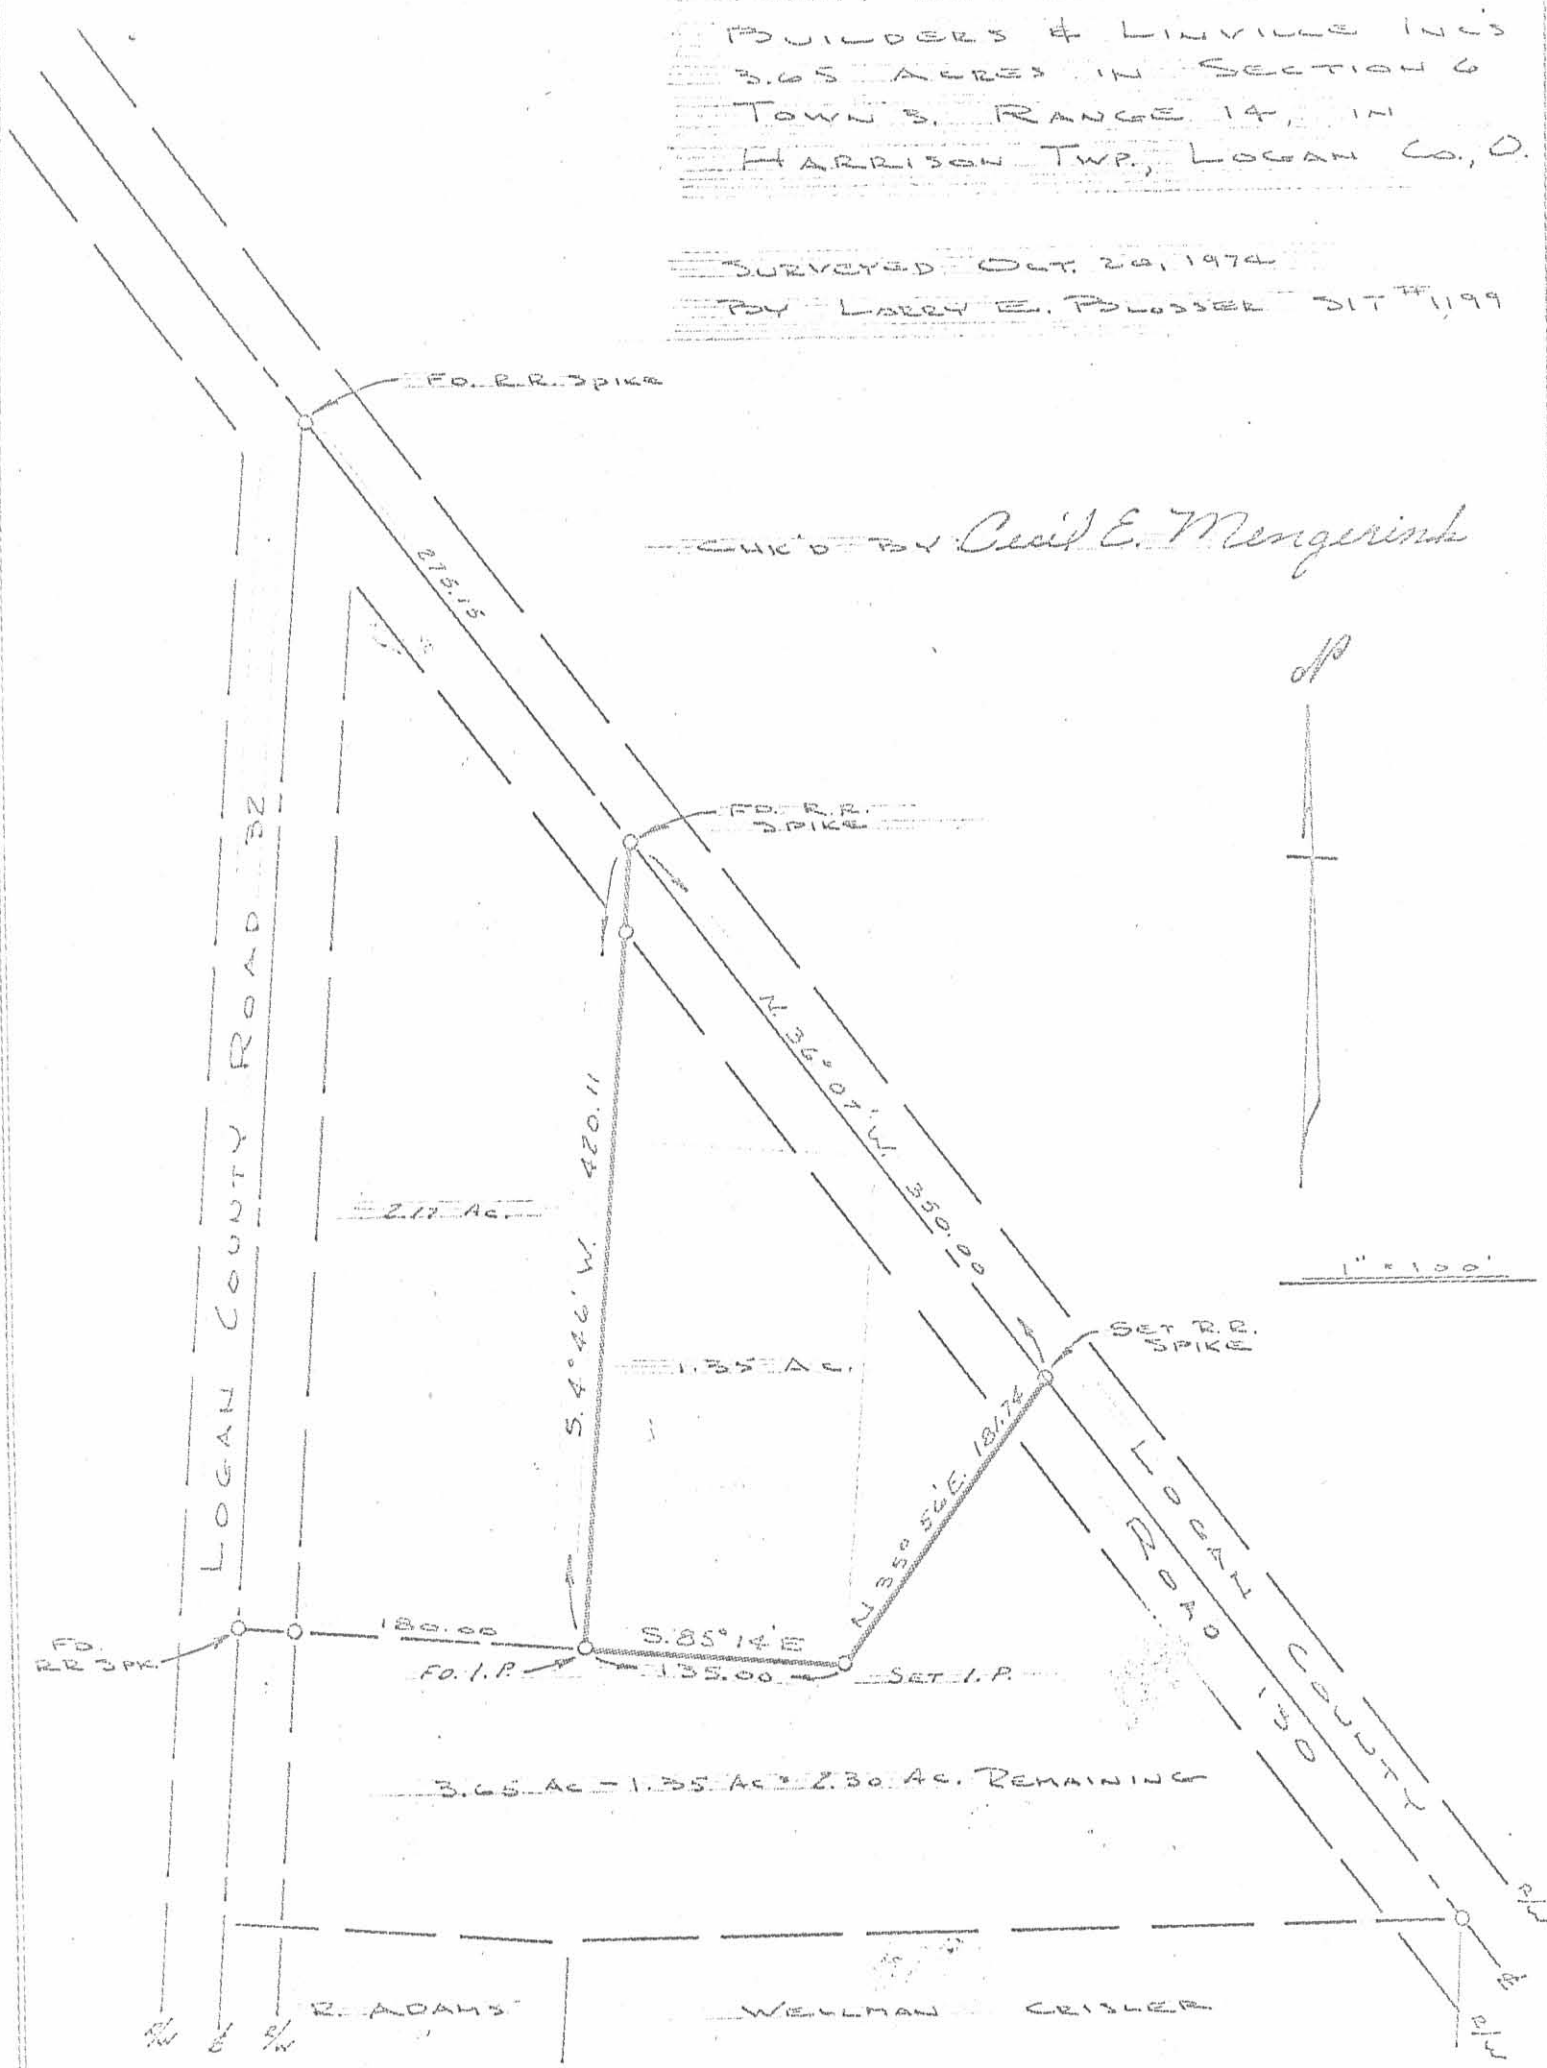 BUILDERS & LINVILLE INC'S
3.65 ACRES IN SECTION 6
TOWN 3, RANGE 14, IN
HARRISON TWP., LOGAN CO., O.
SURVEYED OCT. 1974
BY LARRY E. BLOSSER SIT #1199
FD. R.R. SPIKE
CHK'D BY Cecil E. Mengerink
N
FD. R.R.
SPIKE
LOGAN COUNTY ROAD 32
N. 36° 07' W. 350.00
S. 4° 46' W. 420.11
2.17 AC.
1" = 100'
SET R.R.
SPIKE
1.35 AC.
N 35° 56' E. 181.74
LOGAN COUNTY
ROAD 130
FD.
RR SPK.
180.00
S. 85° 14' E
FD. I.P.
135.00
SET I.P.
3.65 AC - 1.35 AC = 2.30 AC. REMAINING
R. ADAMS
WELLMAN CRISLER
R/W
R/W
R/W
R/W